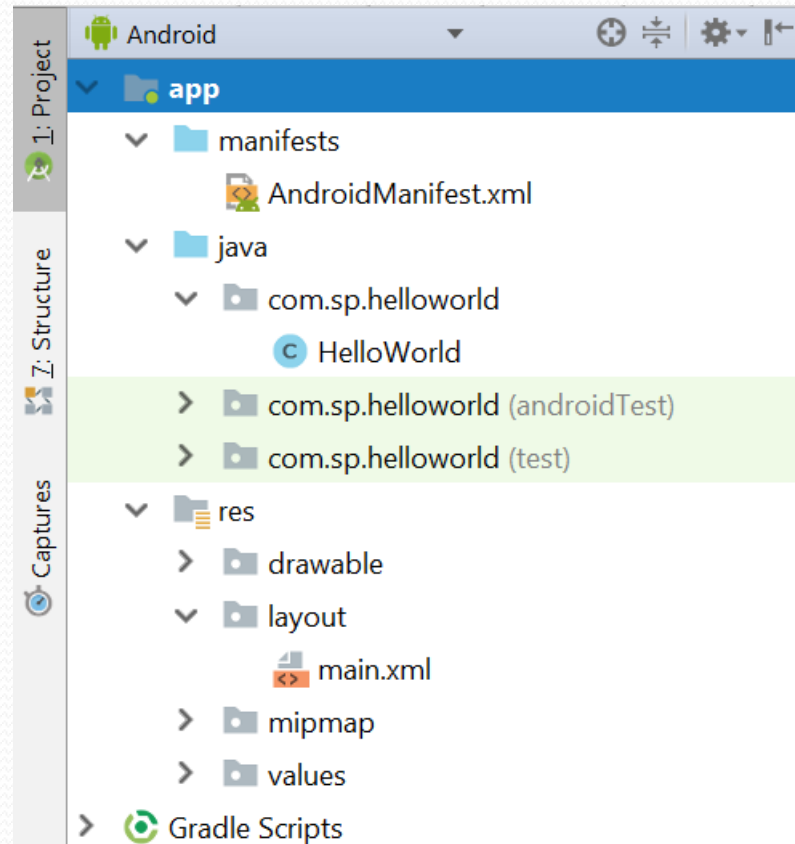 Android
1: Project
7: Structure
Captures
app
manifests
AndroidManifest.xml
java
com.sp.helloworld
C HelloWorld
com.sp.helloworld (androidTest)
com.sp.helloworld (test)
res
drawable
layout
<> main.xml
mipmap
values
Gradle Scripts